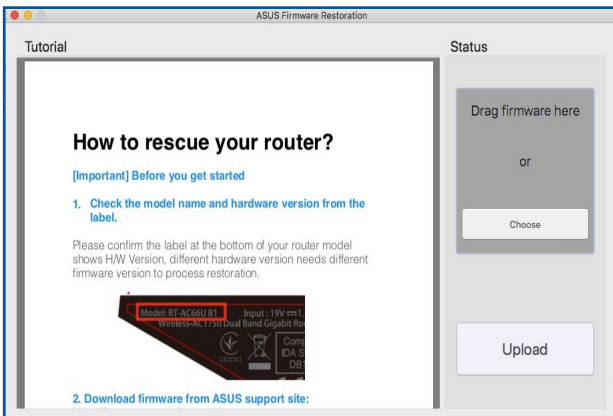 ASUS Firmware Restoration
Tutorial
Status
How to rescue your router?
[Important] Before you get started
1. Check the model name and hardware version from the
label.
Please confirm the label at the bottom of your router model
shows H/W Version, different hardware version needs different
firmware version to process restoration.
Model: RT-AC66U B1 Input : 19V
Wireless-AC1750 Dual Band Gigabit
IDA
2. Download firmware from ASUS support site:
Drag firmware here
or
Choose
Upload